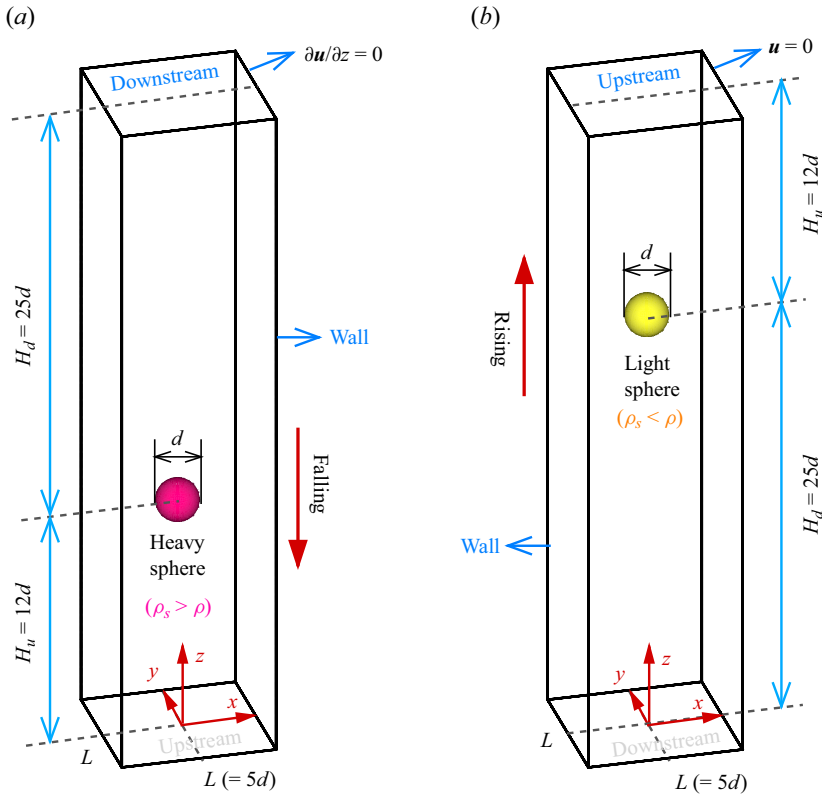 (a)
Downstream
∂u/∂z = 0
H_d = 25d
Wall
d
Falling
Heavy
sphere
(ρ_s > ρ)
H_u = 12d
z
y
x
Upstream
L
L (= 5d)
(b)
Upstream
u = 0
H_u = 12d
d
Rising
Light
sphere
(ρ_s < ρ)
H_d = 25d
Wall
z
y
x
L
Downstream
L (= 5d)